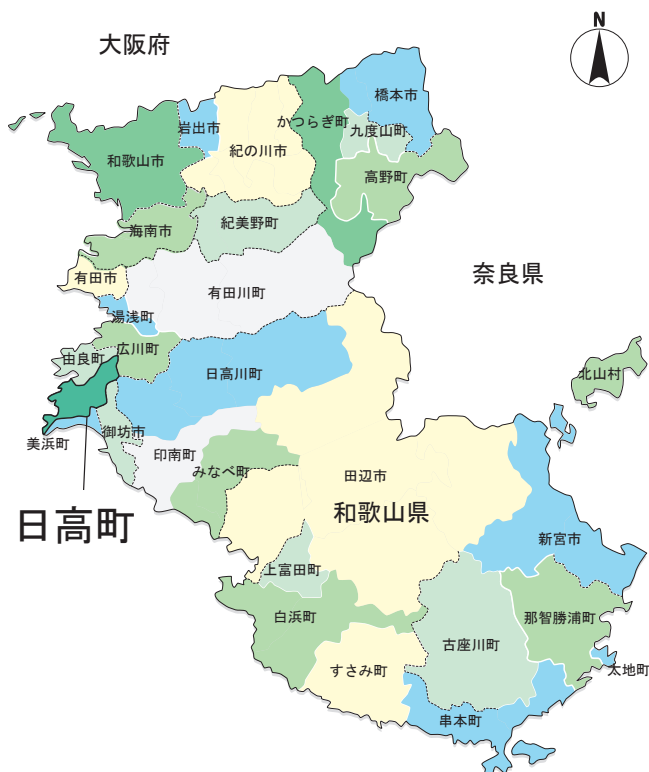 N
大阪府
橋本市
かつらぎ町
岩出市
九度山町
紀の川市
和歌山市
高野町
紀美野町
海南市
奈良県
有田市
有田川町
湯浅町
広川町
由良町
日高川町
北山村
御坊市
美浜町
印南町
みなべ町
田辺市
和歌山県
日高町
新宮市
上富田町
白浜町
那智勝浦町
古座川町
すさみ町
太地町
串本町